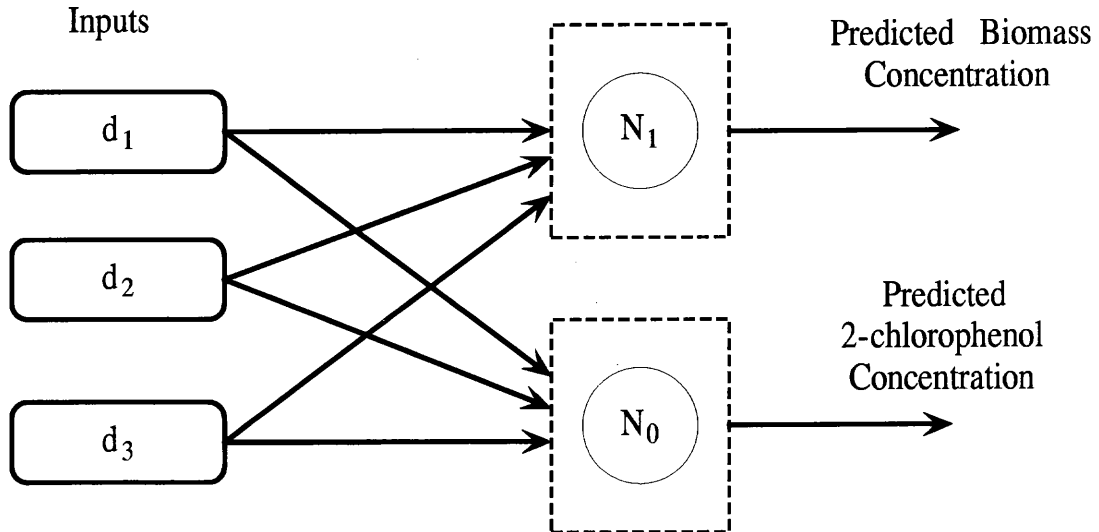 Inputs
d1
d2
d3
N1
N0
Predicted Biomass
Concentration
Predicted
2-chlorophenol
Concentration